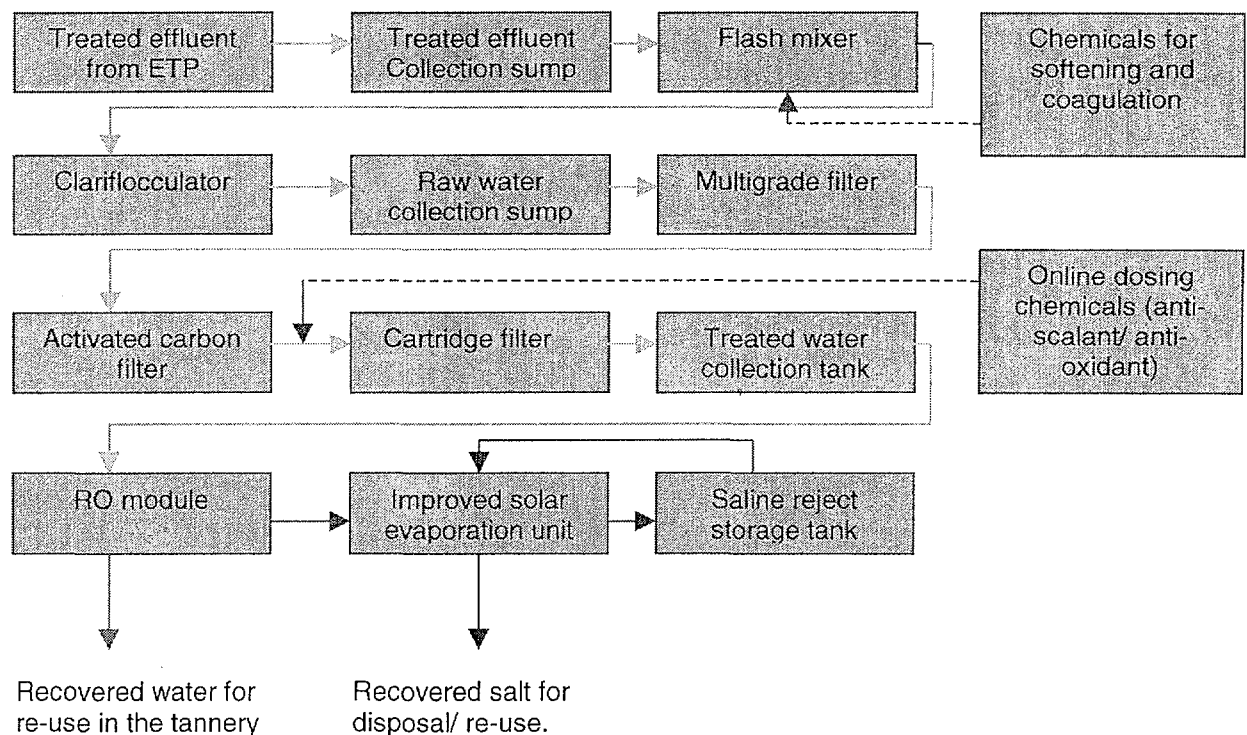 Treated effluent
from ETP
Treated effluent
Collection sump
Flash mixer
Chemicals for
softening and
coagulation
Clariflocculator
Raw water
collection sump
Multigrade filter
Activated carbon
filter
Cartridge filter
Treated water
collection tank
Online dosing
chemicals (anti-
scalant/ anti-
oxidant)
RO module
Improved solar
evaporation unit
Saline reject
storage tank
Recovered water for
re-use in the tannery
Recovered salt for
disposal/ re-use.